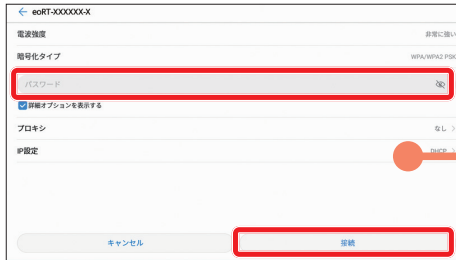 ← eoRT-XXXXXX-X
電波強度 非常に強い
暗号化タイプ WPA/WPA2 PSK
パスワード
詳細オプションを表示する
プロキシ なし
IP設定 DHCP
キャンセル 接続